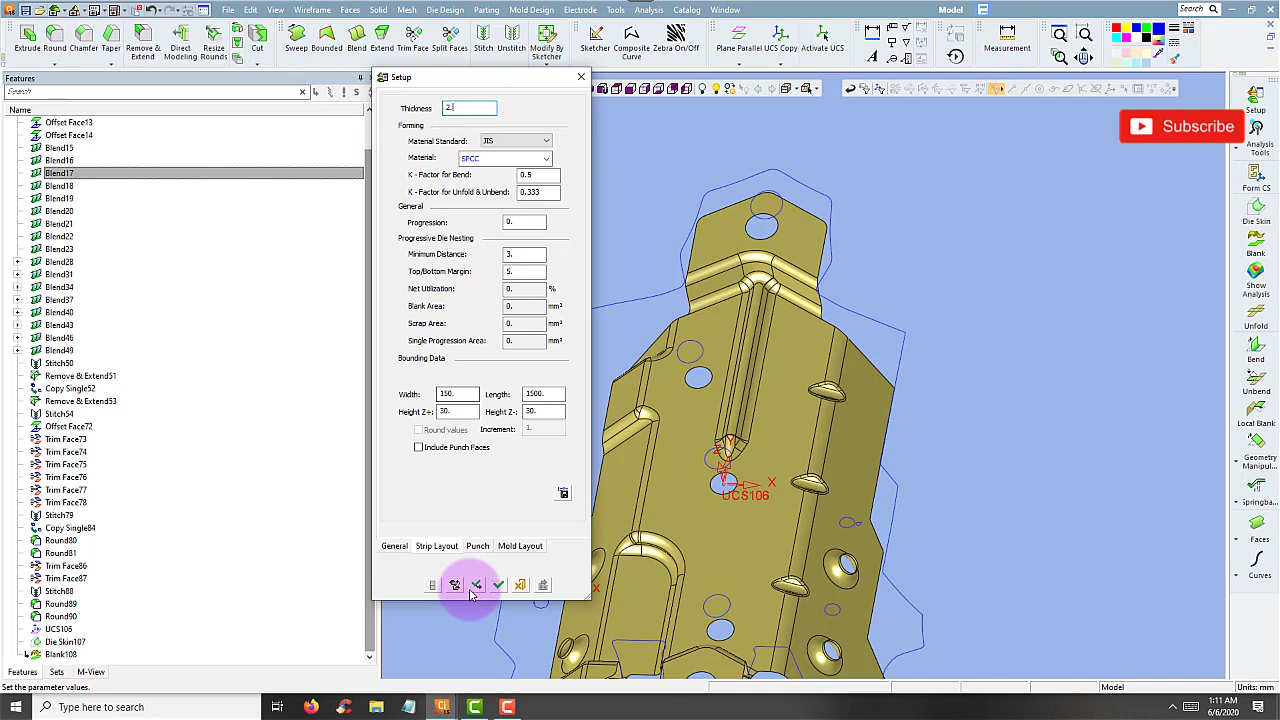 File Edit Views Wireframe Faces Solid Mesh Die Design Parting Mold Design Electrode Tools Analysis Catalog Window Model Search
Extrude Round Chamfer Taper Remove & Extend Direct Modeling Resize Rounds Cut Sweep Bounded Blend Extend Trim Split Stitch Unstitch Modify By Sketcher Sketcher Composite Curve Zebra On/Off Plane:Parallel UCS Copy Activate UCS Measurement
Features
Search
Name
Offset Face13
Offset Face14
Blend15
Blend16
Blend17
Blend18
Blend19
Blend20
Blend21
Blend22
Blend23
Blend28
Blend31
Blend34
Blend37
Blend40
Blend43
Blend46
Blend49
Stitch50
Remove & Extend51
Copy Single52
Remove & Extend53
Stitch54
Offset Face72
Trim Face73
Trim Face74
Trim Face75
Trim Face76
Trim Face77
Trim Face78
Stitch79
Copy Single84
Round80
Round81
Trim Face86
Trim Face87
Stitch88
Round89
Round90
UCS106
Die Skin107
Blank108
Features Sets M-View
Setup
Thickness 2.
Forming
Material Standard: JIS
Material: SPCC
K - Factor for Bend: 0.5
K - Factor for Unfold & Unbend: 0.333
General
Progression: 0.
Progressive Die Nesting
Minimum Distance: 3.
Top/Bottom Margin: 5.
Net Utilization: 0. %
Blank Area: 0. mm²
Scrap Area: 0. mm²
Single Progression Area: 0. mm²
Bounding Data
Width: 150. Length: 1500.
Height Z+: 30. Height Z-: 30.
Round values Increment: 1.
Include Punch Faces
General Strip Layout Punch Mold Layout
Z Y
X
UCS106
X
Subscribe
Setup
Analysis Tools
Form CS
Die Skin
Blank
Show Analysis
Unfold
Bend
Unbend
Local Blank
Geometry Manipul...
Springba...
Faces
Curves
Set the parameter values. Model Units: mm
Type here to search
1:11 AM
6/6/2020